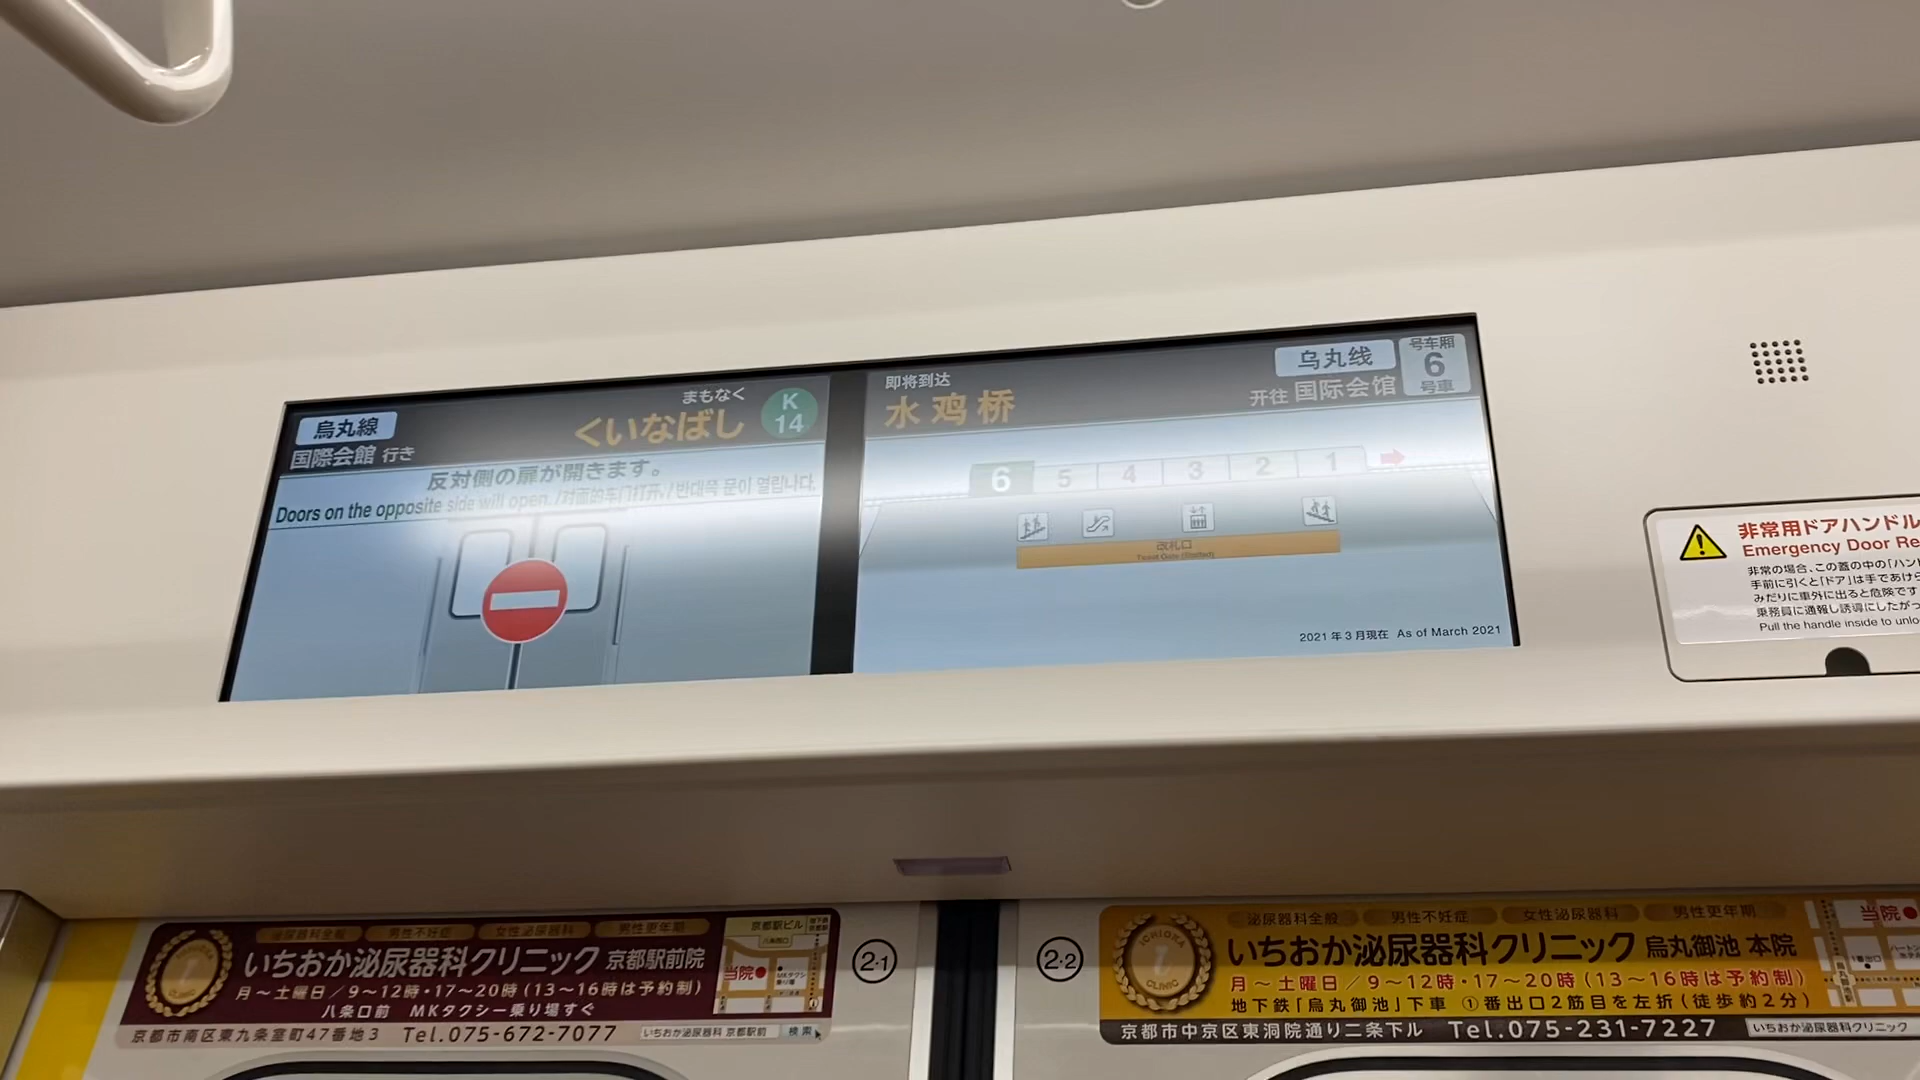 烏丸線
国際会館 行き
まもなく
くいなばし
K
14
反対側の扉が開きます。
Doors on the opposite side will open. /对面的车门打开。/ 반대쪽 문이 열립니다.
即将到达
水鸡桥
乌丸线
开往 国际会馆
号车厢
6
号車
6 5 4 3 2 1
改札口
2021年3月現在 As of March 2021
非常用ドアハンドル
Emergency Door Re
非常の場合、この蓋の中の「ハン
手前に引くと「ドア」は手であけら
みだりに車外に出ると危険です
乗務員に通報し誘導にしたがっ
Pull the handle inside to unlo
泌尿器科全般 男性不妊症 女性泌尿器科 男性更年期
いちおか泌尿器科クリニック 京都駅前院
月～土曜日/9～12時・17～20時(13～16時は予約制)
八条口前 MKタクシー乗り場すぐ
京都市南区東九条室町47番地3 Tel.075-672-7077
いちおか泌尿器科 京都駅前 検索
京都駅ビル
八条西口
当院
MKタクシー
2・1
2・2
ICHIOKA
CLINIC
泌尿器科全般 男性不妊症 女性泌尿器科 男性更年期
いちおか泌尿器科クリニック 烏丸御池 本院
月～土曜日/9～12時・17～20時(13～16時は予約制)
地下鉄「烏丸御池」下車 ①番出口2筋目を左折(徒歩約2分)
京都市中京区東洞院通り二条下ル Tel.075-231-7227
いちおか泌尿器科クリニック
当院
1番出口